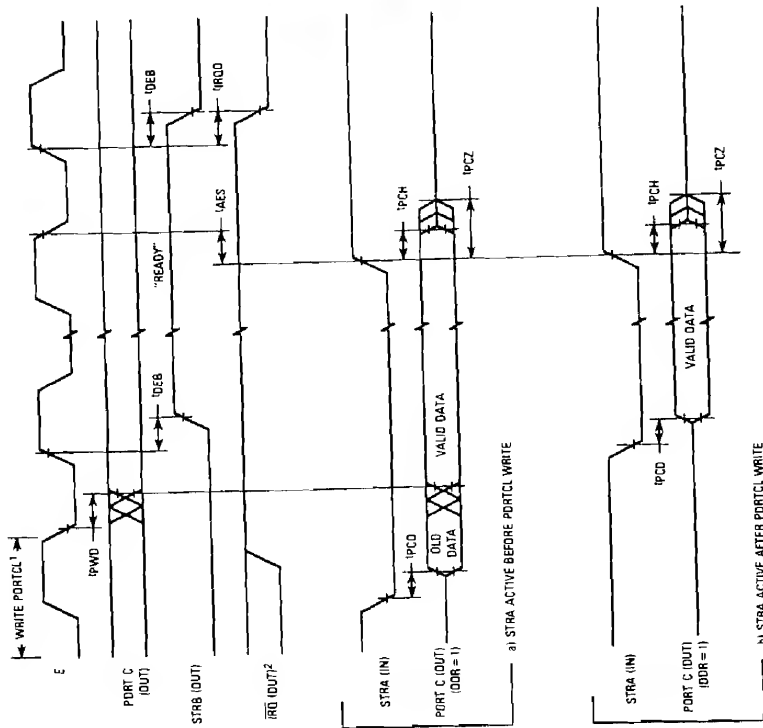 WRITE PORTCL¹
E
tPWD
PORT C
(OUT)
tDEB
tDEB
STRB (OUT)
"READY"
tIRQD
IRQ (OUT)²
tAES
STRA (IN)
tPCD
tPCH
PORT C (OUT)
(DDR = 1)
OLD
DATA
VALID DATA
tPCZ
a) STRA ACTIVE BEFORE PORTCL WRITE
STRA (IN)
tPCD
tPCH
PORT C (OUT)
(DDR = 1)
VALID DATA
tPCZ
b) STRA ACTIVE AFTER PORTCL WRITE